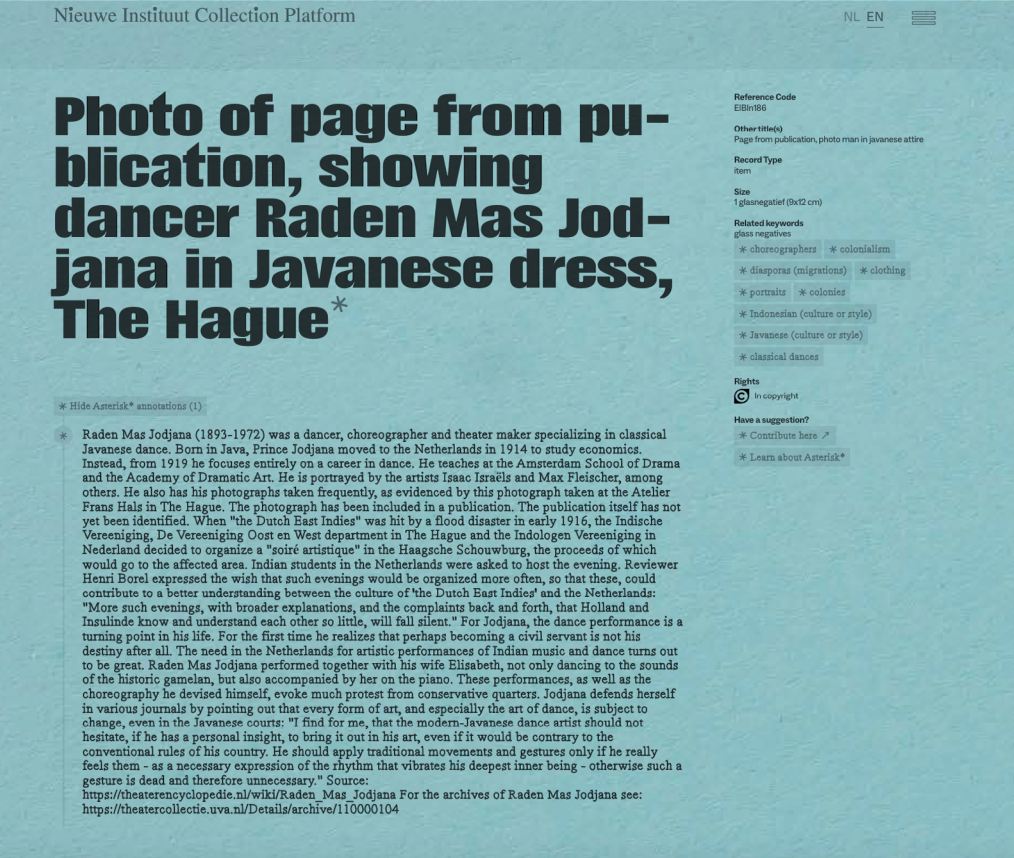 Nieuwe Instituut Collection Platform
NL EN
Photo of page from pu-
blication, showing
dancer Raden Mas Jod-
jana in Javanese dress,
The Hague*
* Hide Asterisk* annotations (1)
* Raden Mas Jodjana (1893-1972) was a dancer, choreographer and theater maker specializing in classical
Javanese dance. Born in Java, Prince Jodjana moved to the Netherlands in 1914 to study economics.
Instead, from 1919 he focuses entirely on a career in dance. He teaches at the Amsterdam School of Drama
and the Academy of Dramatic Art. He is portrayed by the artists Isaac Israëls and Max Fleischer, among
others. He also has his photographs taken frequently, as evidenced by this photograph taken at the Atelier
Frans Hals in The Hague. The photograph has been included in a publication. The publication itself has not
yet been identified. When "the Dutch East Indies" was hit by a flood disaster in early 1916, the Indische
Vereeniging, De Vereeniging Oost en West department in The Hague and the Indologen Vereeniging in
Nederland decided to organize a "soiré artistique" in the Haagsche Schouwburg, the proceeds of which
would go to the affected area. Indian students in the Netherlands were asked to host the evening. Reviewer
Henri Borel expressed the wish that such evenings would be organized more often, so that these, could
contribute to a better understanding between the culture of 'the Dutch East Indies' and the Netherlands:
"More such evenings, with broader explanations, and the complaints back and forth, that Holland and
Insulinde know and understand each other so little, will fall silent." For Jodjana, the dance performance is a
turning point in his life. For the first time he realizes that perhaps becoming a civil servant is not his
destiny after all. The need in the Netherlands for artistic performances of Indian music and dance turns out
to be great. Raden Mas Jodjana performed together with his wife Elisabeth, not only dancing to the sounds
of the historic gamelan, but also accompanied by her on the piano. These performances, as well as the
choreography he devised himself, evoke much protest from conservative quarters. Jodjana defends herself
in various journals by pointing out that every form of art, and especially the art of dance, is subject to
change, even in the Javanese courts: "I find for me, that the modern-Javanese dance artist should not
hesitate, if he has a personal insight, to bring it out in his art, even if it would be contrary to the
conventional rules of his country. He should apply traditional movements and gestures only if he really
feels them - as a necessary expression of the rhythm that vibrates his deepest inner being - otherwise such a
gesture is dead and therefore unnecessary." Source:
https://theaterencyclopedie.nl/wiki/Raden_Mas_Jodjana For the archives of Raden Mas Jodjana see:
https://theatercollectie.uva.nl/Details/archive/110000104
Reference Code
EIBIn186
Other title(s)
Page from publication, photo man in javanese attire
Record Type
item
Size
1 glasnegatief (9x12 cm)
Related keywords
glass negatives
* choreographers * colonialism
* diasporas (migrations) * clothing
* portraits * colonies
* Indonesian (culture or style)
* Javanese (culture or style)
* classical dances
Rights
C In copyright
Have a suggestion?
* Contribute here ↗
* Learn about Asterisk*